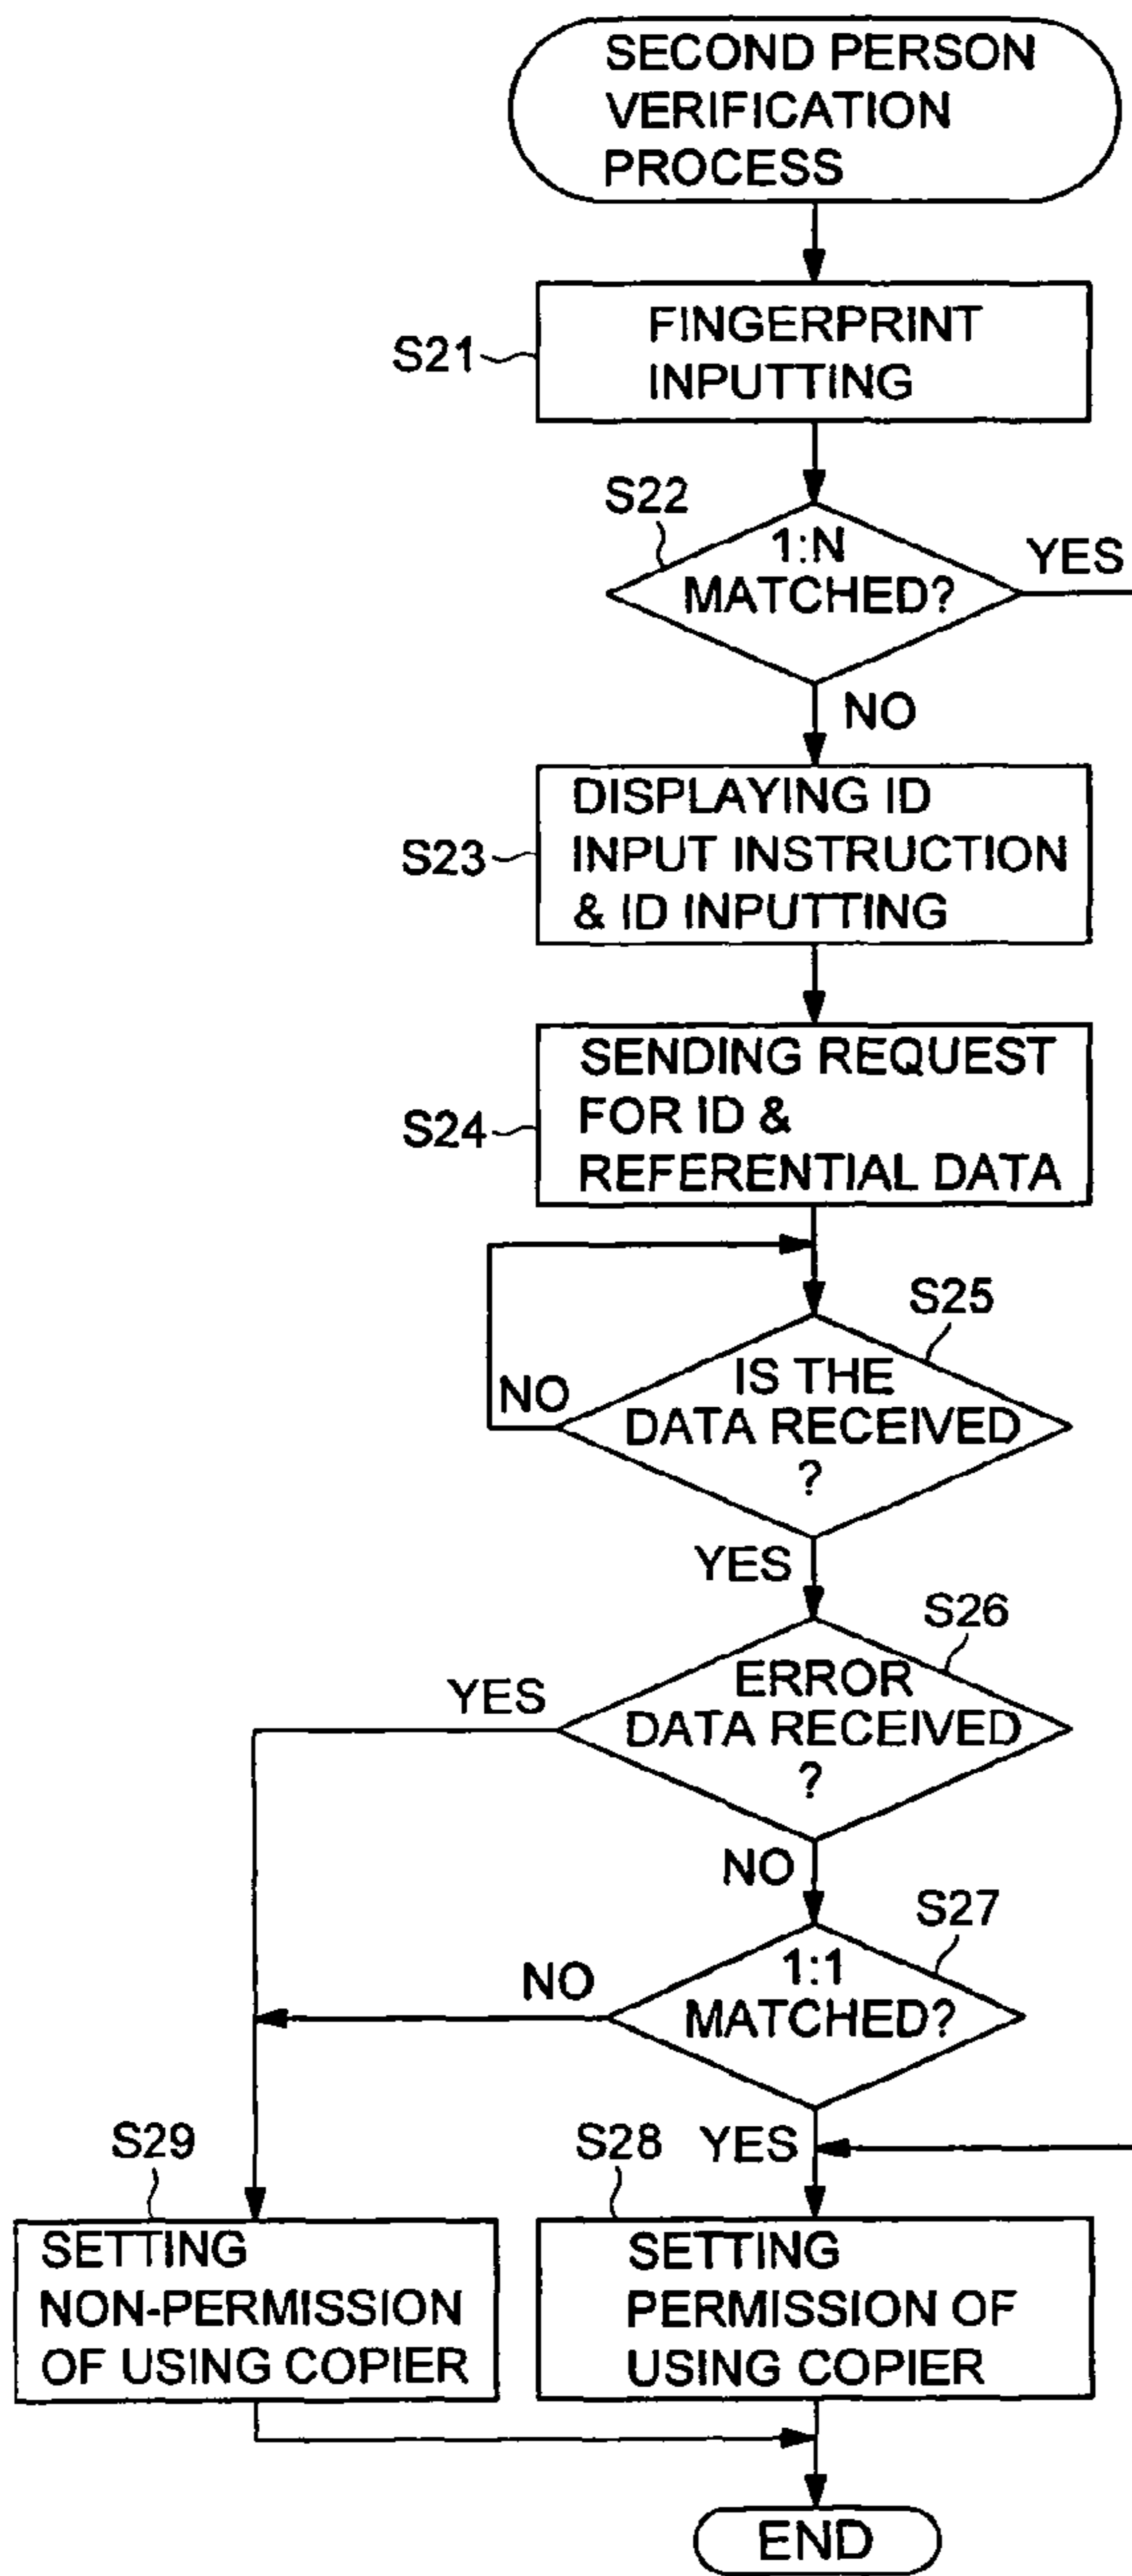 SECOND PERSON
VERIFICATION
PROCESS
S21
FINGERPRINT
INPUTTING
S22
1:N
MATCHED?
YES
NO
S23
DISPLAYING ID
INPUT INSTRUCTION
& ID INPUTTING
S24
SENDING REQUEST
FOR ID &
REFERENTIAL DATA
S25
IS THE
DATA RECEIVED
?
NO
YES
S26
ERROR
DATA RECEIVED
?
YES
NO
S27
1:1
MATCHED?
NO
YES
S29
SETTING
NON-PERMISSION
OF USING COPIER
S28
SETTING
PERMISSION OF
USING COPIER
END